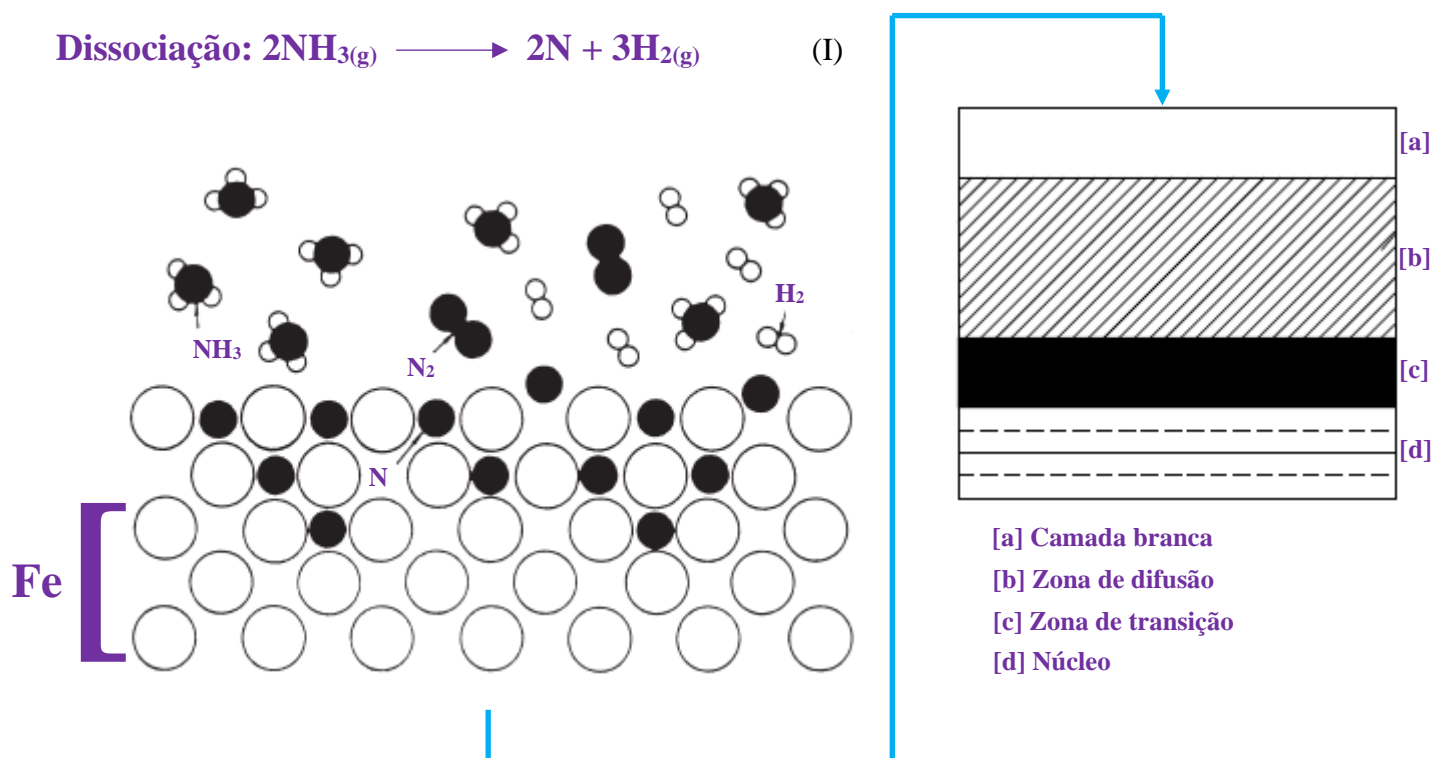 Dissociação: 2NH3(g) → 2N + 3H2(g) (I)
NH3
N2
H2
N
Fe
[a]
[b]
[c]
[d]
[a] Camada branca
[b] Zona de difusão
[c] Zona de transição
[d] Núcleo